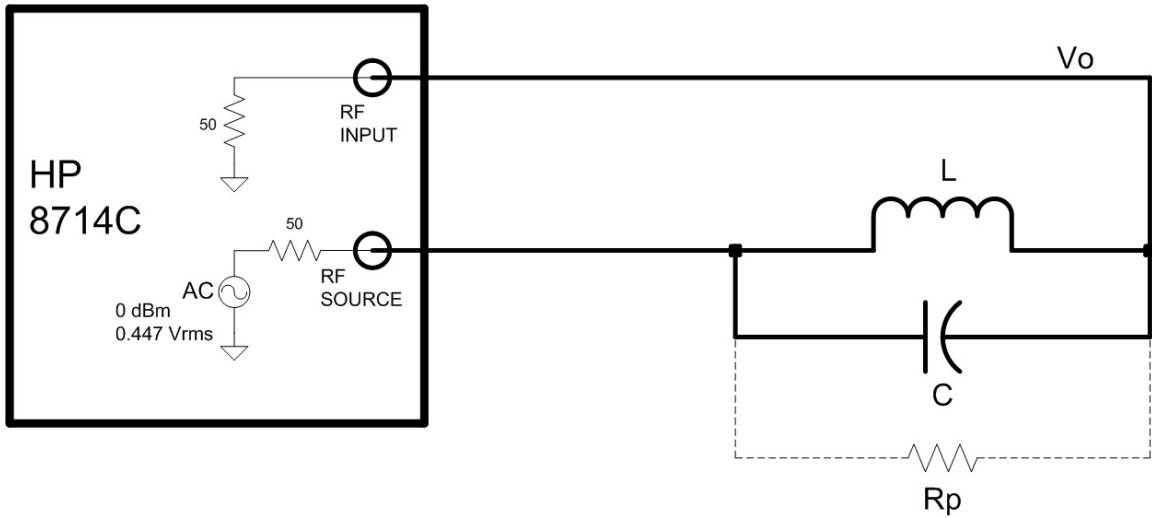 Vo
RF
INPUT
50
HP
8714C
L
50
RF
SOURCE
AC
0 dBm
0.447 Vrms
C
Rp